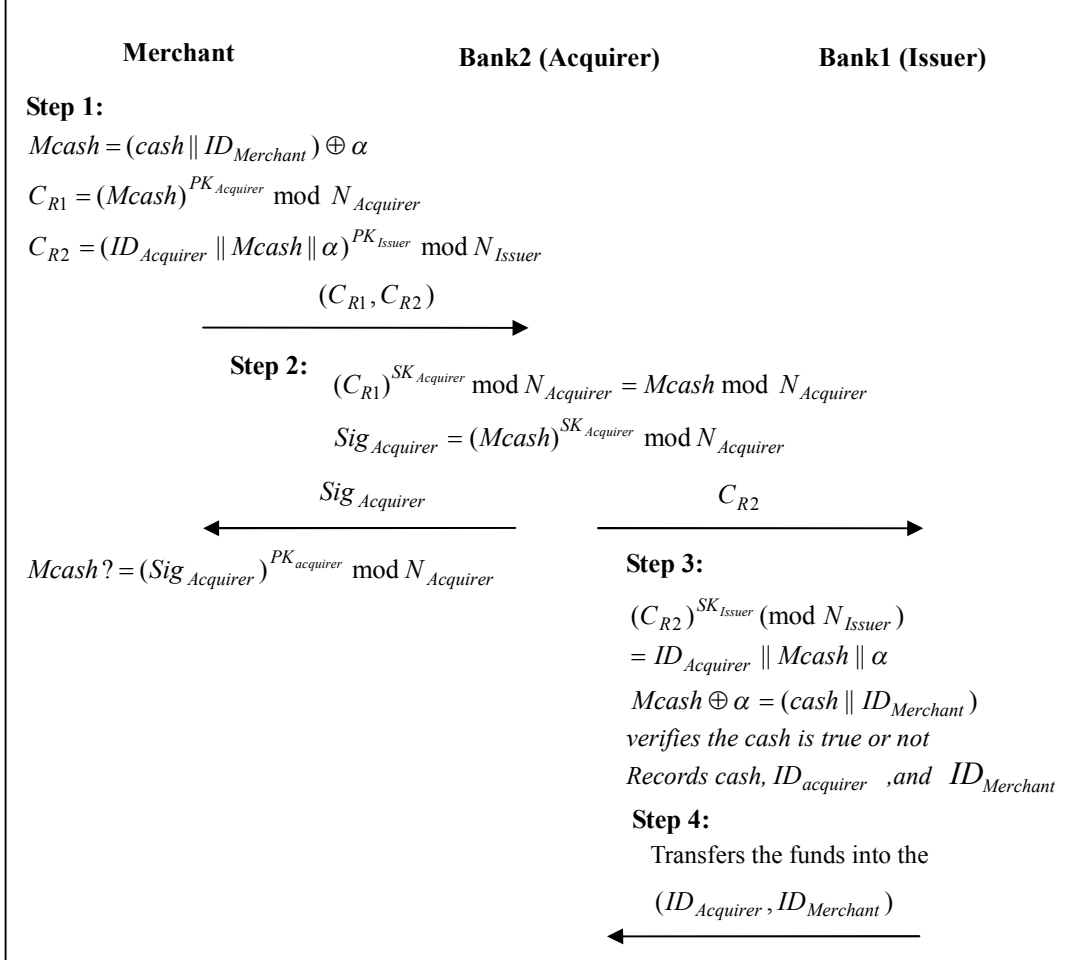 Merchant Bank2 (Acquirer) Bank1 (Issuer)
Step 1:
Mcash = (cash || ID_Merchant) ⊕ α
C_R1 = (Mcash)^PK_Acquirer mod N_Acquirer
C_R2 = (ID_Acquirer || Mcash || α)^PK_Issuer mod N_Issuer
(C_R1, C_R2)
Step 2: (C_R1)^SK_Acquirer mod N_Acquirer = Mcash mod N_Acquirer
Sig_Acquirer = (Mcash)^SK_Acquirer mod N_Acquirer
Sig_Acquirer C_R2
Mcash ? = (Sig_Acquirer)^PK_acquirer mod N_Acquirer
Step 3:
(C_R2)^SK_Issuer (mod N_Issuer)
= ID_Acquirer || Mcash || α
Mcash ⊕ α = (cash || ID_Merchant)
verifies the cash is true or not
Records cash, ID_acquirer ,and ID_Merchant
Step 4:
Transfers the funds into the
(ID_Acquirer, ID_Merchant)